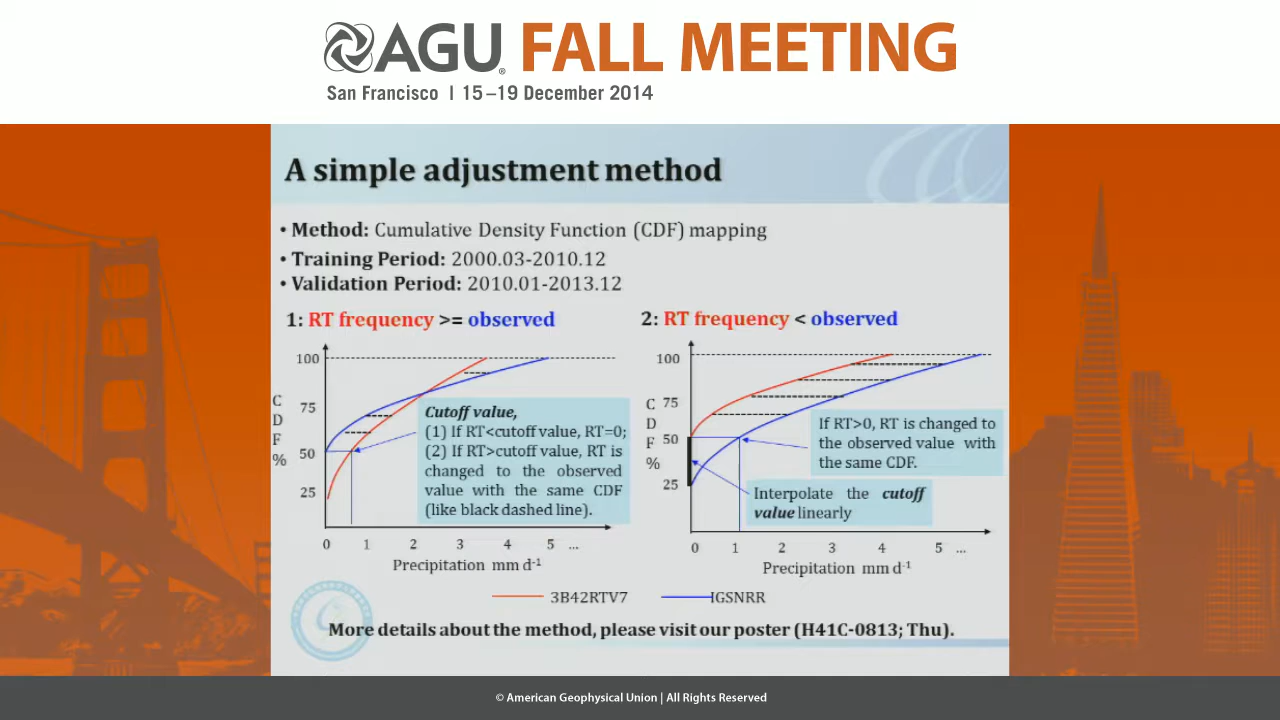 AGU FALL MEETING
San Francisco | 15–19 December 2014
A simple adjustment method
• Method: Cumulative Density Function (CDF) mapping
• Training Period: 2000.03-2010.12
• Validation Period: 2010.01-2013.12
1: RT frequency >= observed
100
75
50
25
C
D
F
%
Cutoff value,
(1) If RT<cutoff value, RT=0;
(2) If RT>cutoff value, RT is
changed to the observed
value with the same CDF
(like black dashed line).
0 1 2 3 4 5 ...
Precipitation mm d-1
2: RT frequency < observed
100
75
50
25
C
D
F
%
If RT>0, RT is changed to
the observed value with
the same CDF.
Interpolate the cutoff
value linearly
0 1 2 3 4 5 ...
Precipitation mm d-1
3B42RTV7 IGSNRR
More details about the method, please visit our poster (H41C-0813; Thu).
© American Geophysical Union | All Rights Reserved